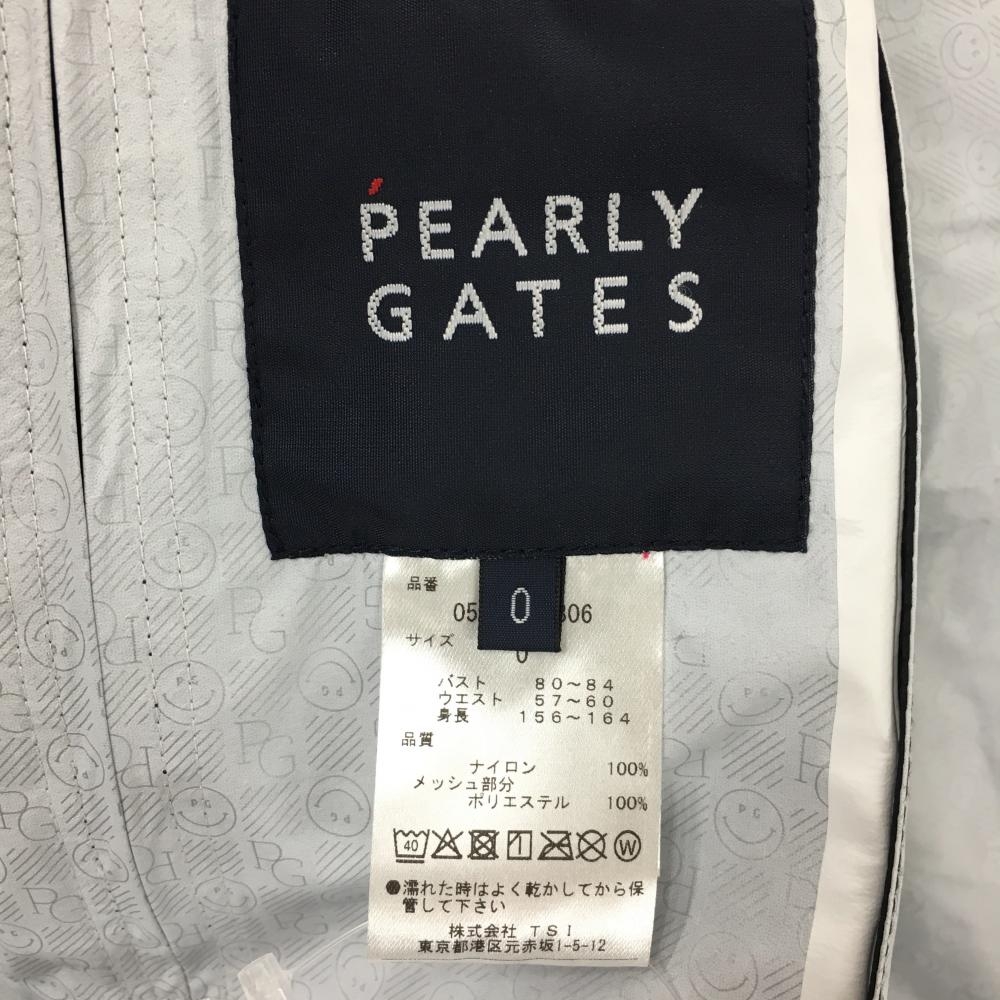 PEARLY
GATES
0
品番
サイズ
0
バスト 80~84
ウエスト 57~60
身長 156~164
品質
ナイロン 100%
メッシュ部分
ポリエステル 100%
40
W
●濡れた時はよく乾かしてから保
管して下さい
株式会社 TSI
東京都港区元赤坂1-5-12
PG